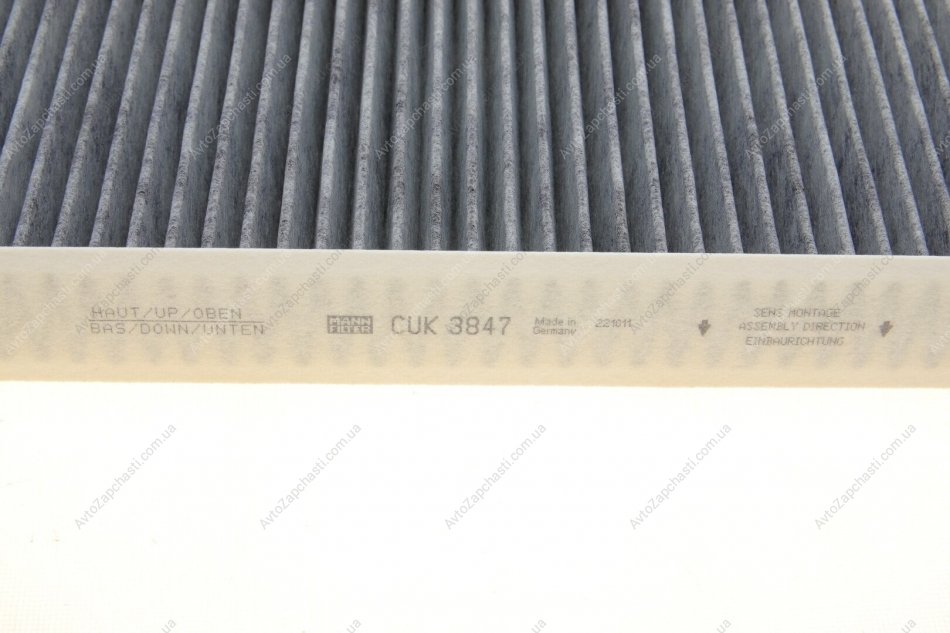 HAUT/UP/OBEN
BAS/DOWN/UNTEN
MANN
FILTER
CUK 3847
Made in
Germany
221011
SENS MONTAGE
ASSEMBLY DIRECTION
EINBAURICHTUNG
AvtoZapchasti.com.ua